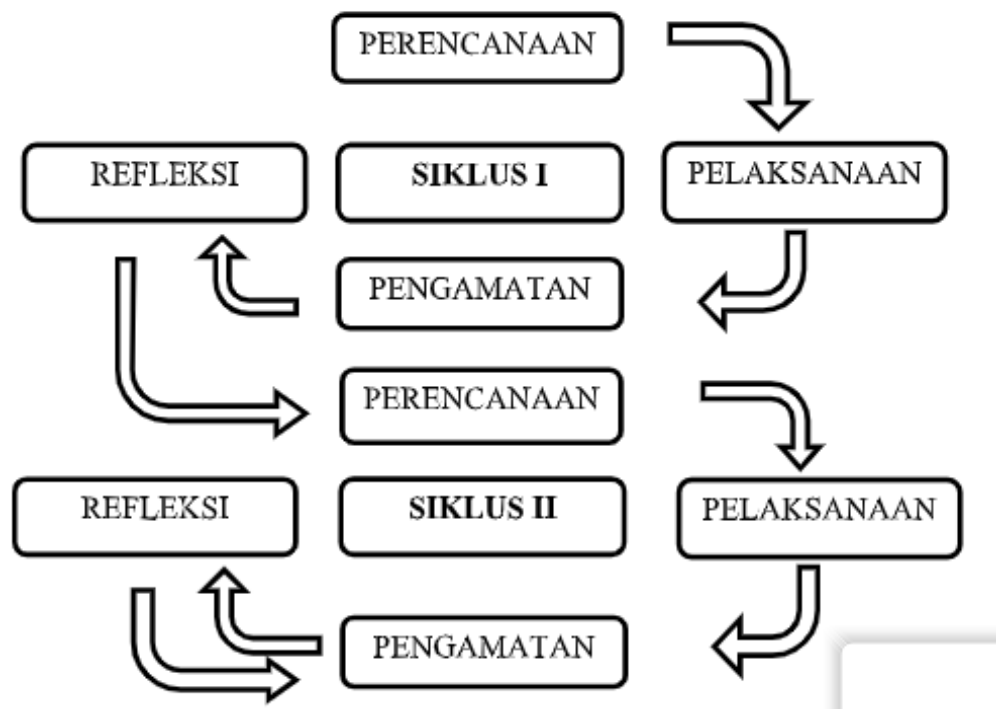 PERENCANAAN
REFLEKSI
SIKLUS I
PELAKSANAAN
PENGAMATAN
PERENCANAAN
REFLEKSI
SIKLUS II
PELAKSANAAN
PENGAMATAN